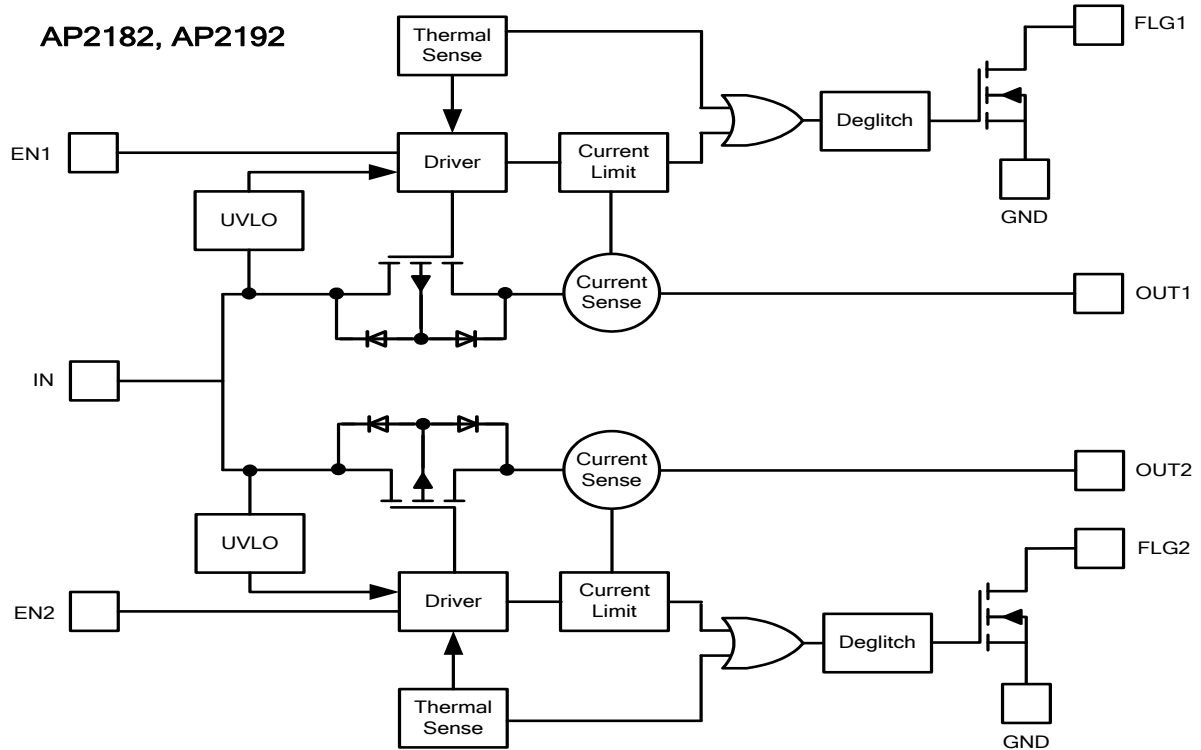 AP2182, AP2192
Thermal
Sense
FLG1
EN1
Driver
Current
Limit
Deglitch
GND
UVLO
Current
Sense
OUT1
IN
Current
Sense
OUT2
UVLO
FLG2
EN2
Driver
Current
Limit
Deglitch
Thermal
Sense
GND